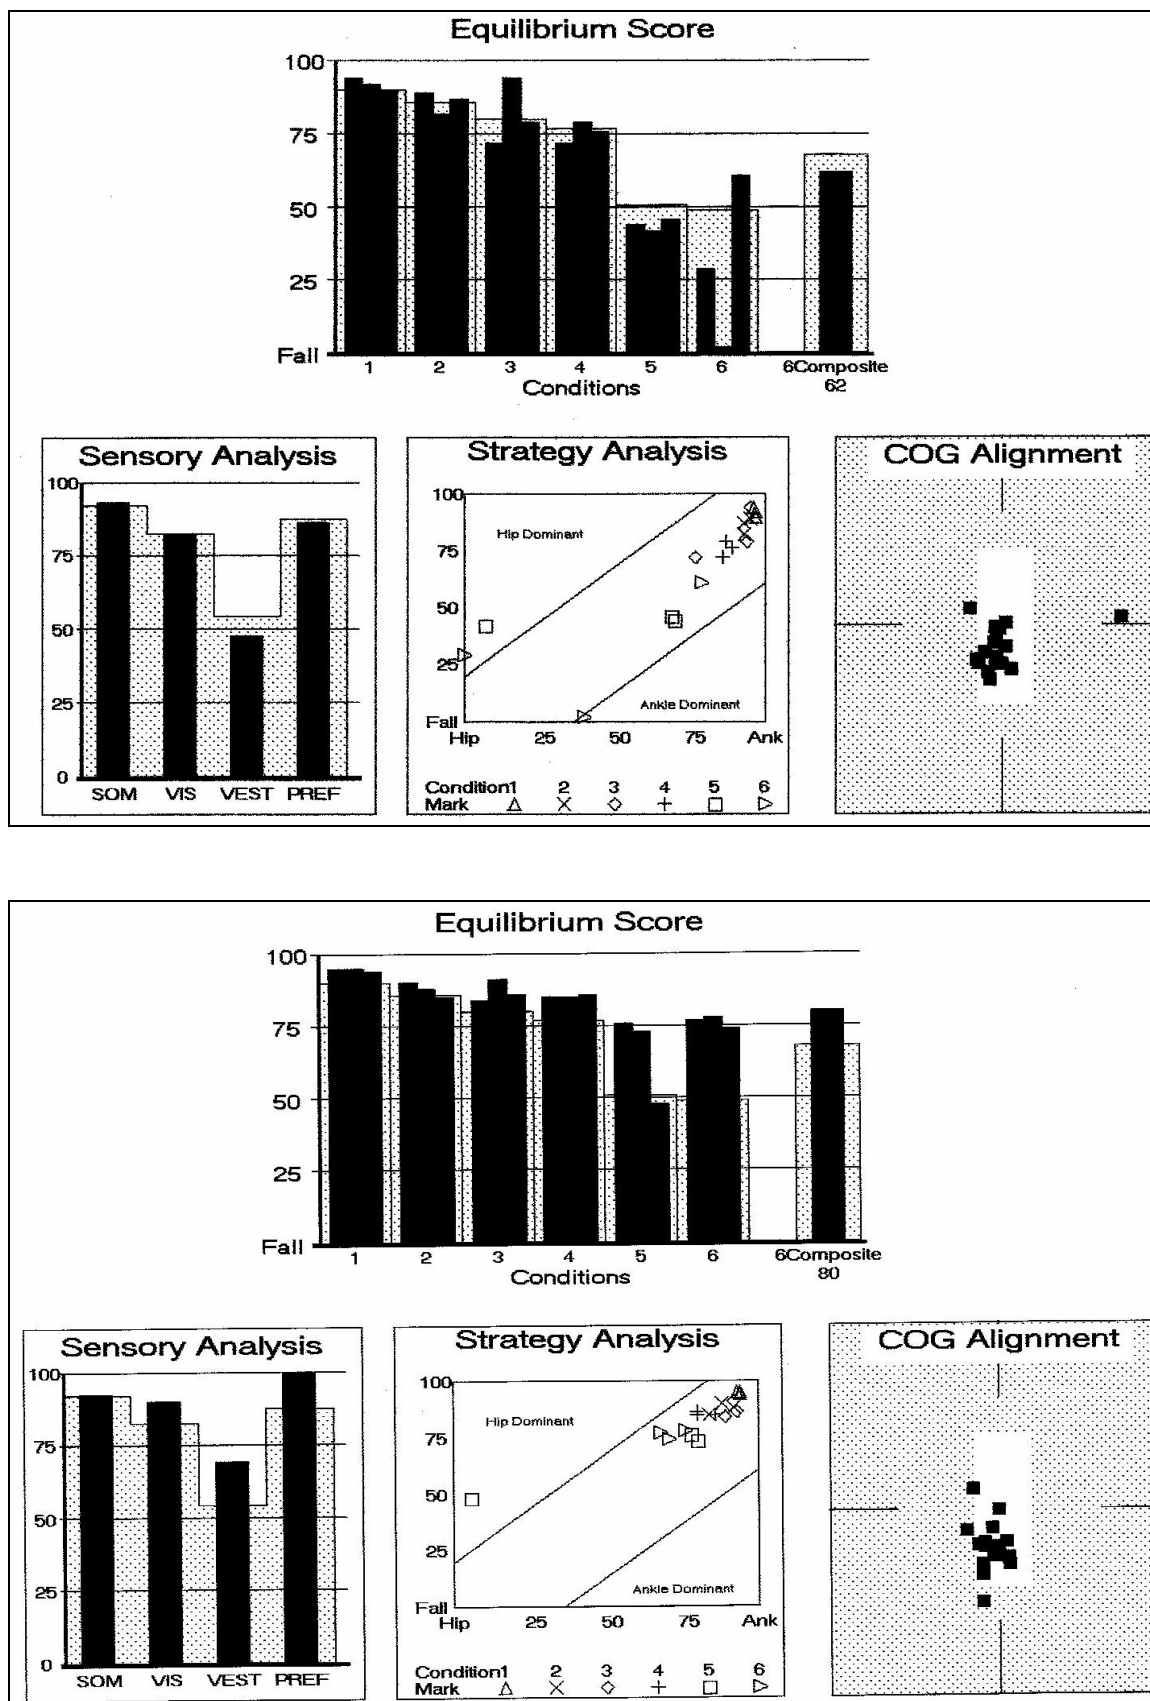 Equilibrium Score
100
75
50
25
Fall
1 2 3 4 5 6 6Composite
Conditions 62
Sensory Analysis
100
75
50
25
0
SOM VIS VEST PREF
Strategy Analysis
100
75
50
25
Fall
Hip Dominant
Ankle Dominant
Hip 25 50 75 Ank
Condition1 2 3 4 5 6
Mark
COG Alignment
Equilibrium Score
100
75
50
25
Fall
1 2 3 4 5 6 6Composite
Conditions 80
Sensory Analysis
100
75
50
25
0
SOM VIS VEST PREF
Strategy Analysis
100
75
50
25
Fall
Hip Dominant
Ankle Dominant
Hip 25 50 75 Ank
Condition1 2 3 4 5 6
Mark
COG Alignment